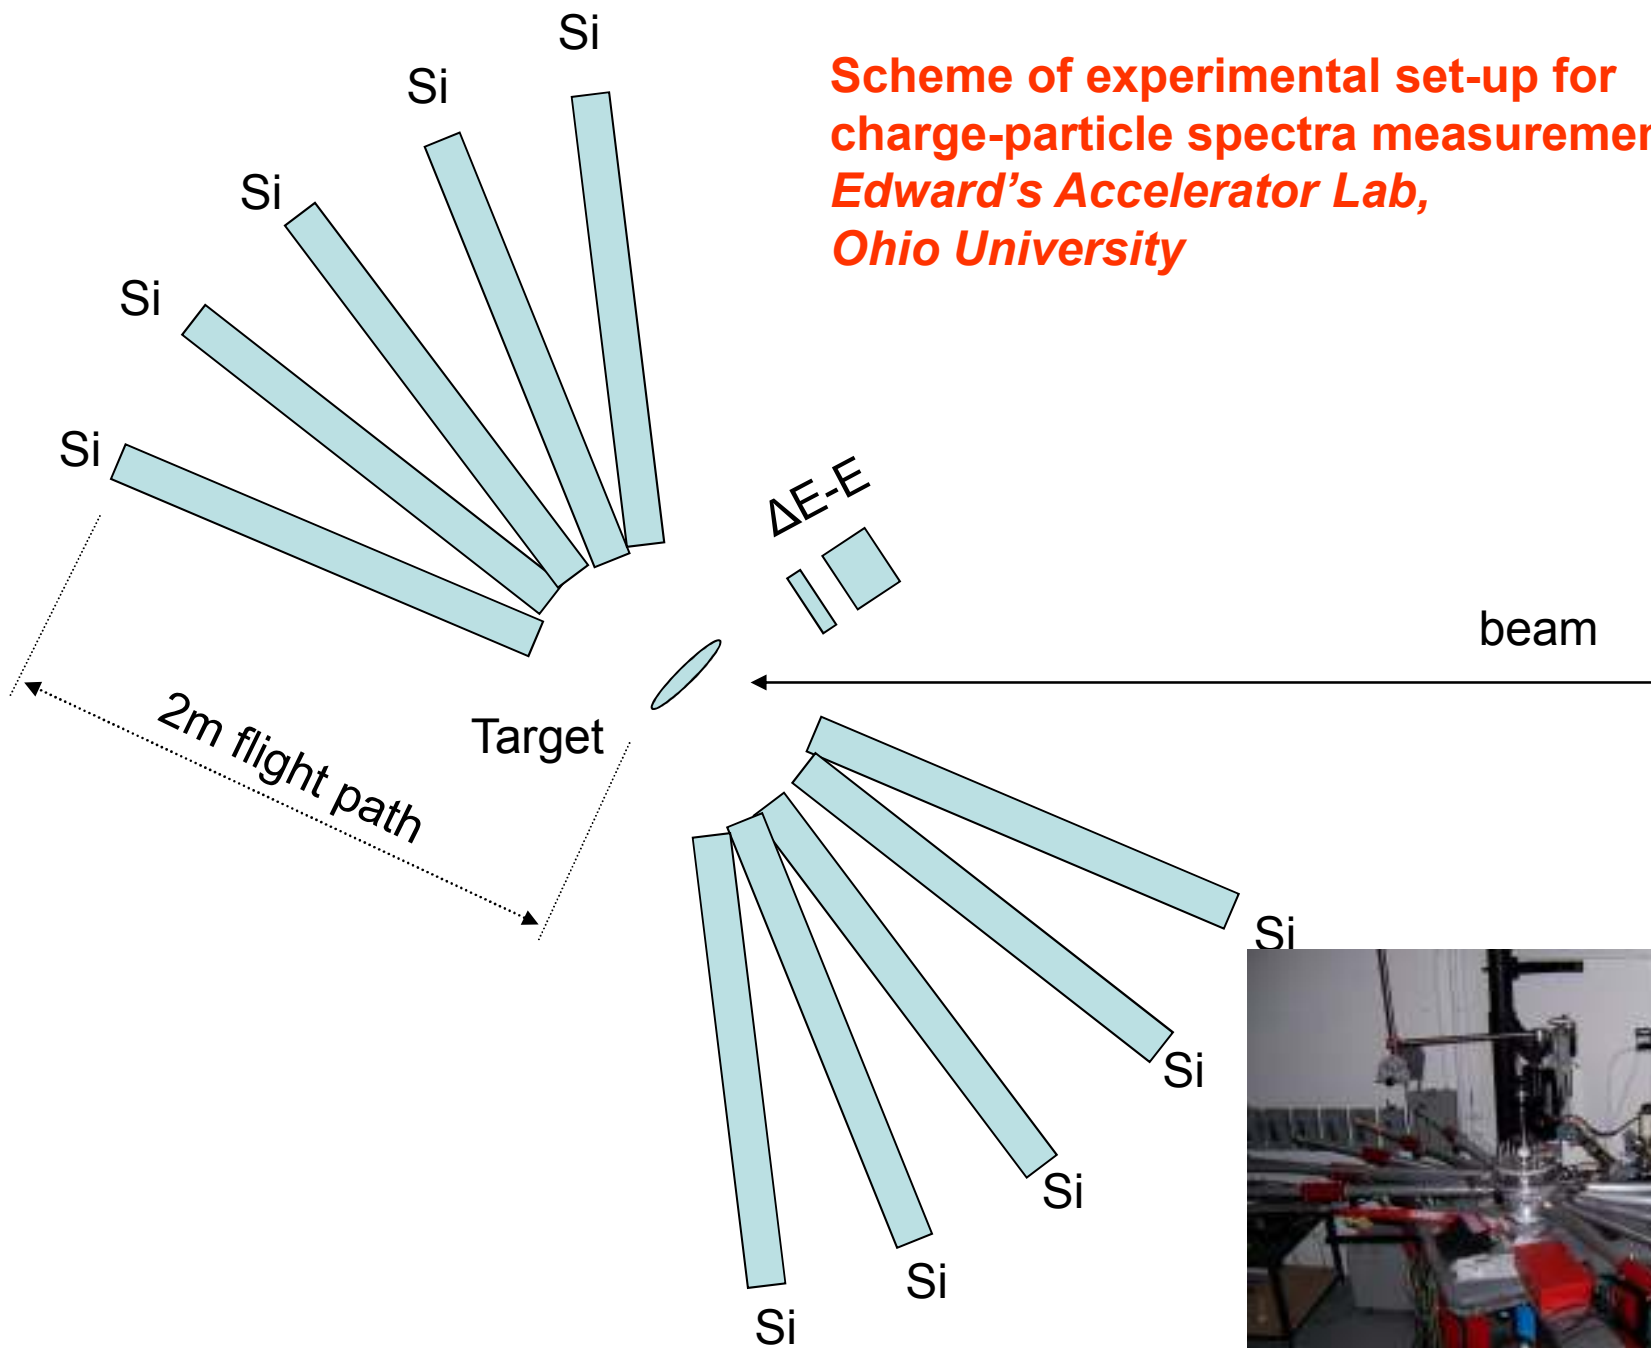 Si
Si
Si
Si
Si
Scheme of experimental set-up for
charge-particle spectra
Edward’s Accelerator Lab,
Ohio University
ΔE-E
beam
Target
2m flight path
Si
Si
Si
Si
Si